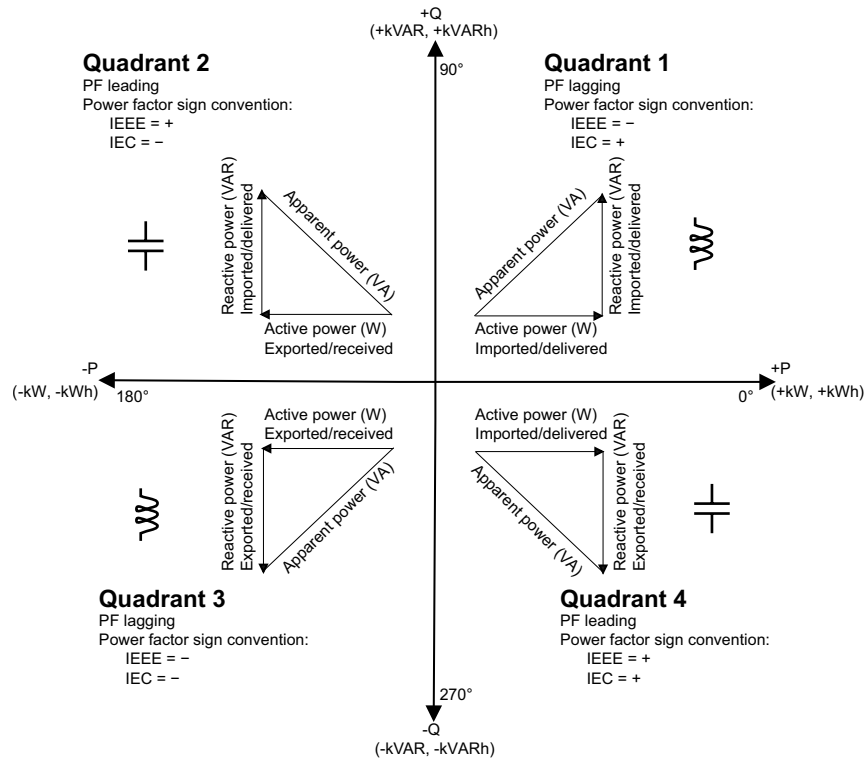 +Q
(+kVAR, +kVARh)
90°
Quadrant 2
PF leading
Power factor sign convention:
IEEE = +
IEC = −
Reactive power (VAR)
Imported/delivered
Apparent power (VA)
Active power (W)
Exported/received
Quadrant 1
PF lagging
Power factor sign convention:
IEEE = −
IEC = +
Apparent power (VA)
Reactive power (VAR)
Imported/delivered
Active power (W)
Imported/delivered
-P
(-kW, -kWh)
180°
0°
+P
(+kW, +kWh)
Active power (W)
Exported/received
Reactive power (VAR)
Exported/received
Apparent power (VA)
Quadrant 3
PF lagging
Power factor sign convention:
IEEE = −
IEC = −
Active power (W)
Imported/delivered
Apparent power (VA)
Reactive power (VAR)
Exported/received
Quadrant 4
PF leading
Power factor sign convention:
IEEE = +
IEC = +
270°
-Q
(-kVAR, -kVARh)